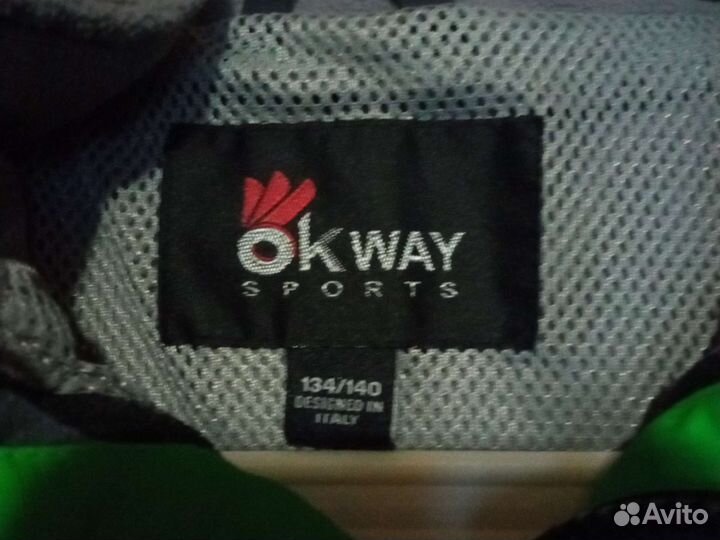 OKWAY
SPORTS
134/140
DESIGNED IN
ITALY
Avito